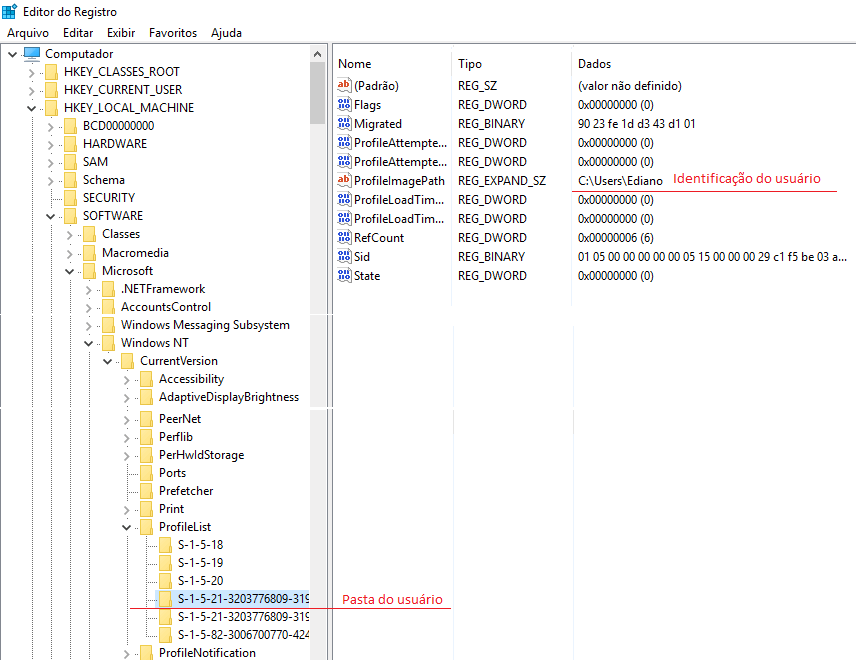 Editor do Registro
Arquivo Editar Exibir Favoritos Ajuda
Computador
HKEY_CLASSES_ROOT
HKEY_CURRENT_USER
HKEY_LOCAL_MACHINE
BCD00000000
HARDWARE
SAM
Schema
SECURITY
SOFTWARE
Classes
Macromedia
Microsoft
.NETFramework
AccountsControl
Windows Messaging Subsystem
Windows NT
CurrentVersion
Accessibility
AdaptiveDisplayBrightness
PeerNet
Perflib
PerHwIdStorage
Ports
Prefetcher
Print
ProfileList
S-1-5-18
S-1-5-19
S-1-5-20
S-1-5-21-3203776809-319
S-1-5-21-3203776809-319
S-1-5-82-3006700770-424
ProfileNotification
Pasta do usuário
Nome Tipo Dados
(Padrão) REG_SZ (valor não definido)
Flags REG_DWORD 0x00000000 (0)
Migrated REG_BINARY 90 23 fe 1d d3 43 d1 01
ProfileAttempte... REG_DWORD 0x00000000 (0)
ProfileAttempte... REG_DWORD 0x00000000 (0)
ProfileImagePath REG_EXPAND_SZ C:\Users\Ediano Identificação do usuário
ProfileLoadTim... REG_DWORD 0x00000000 (0)
ProfileLoadTim... REG_DWORD 0x00000000 (0)
RefCount REG_DWORD 0x00000006 (6)
Sid REG_BINARY 01 05 00 00 00 00 00 05 15 00 00 00 29 c1 f5 be 03 a...
State REG_DWORD 0x00000000 (0)